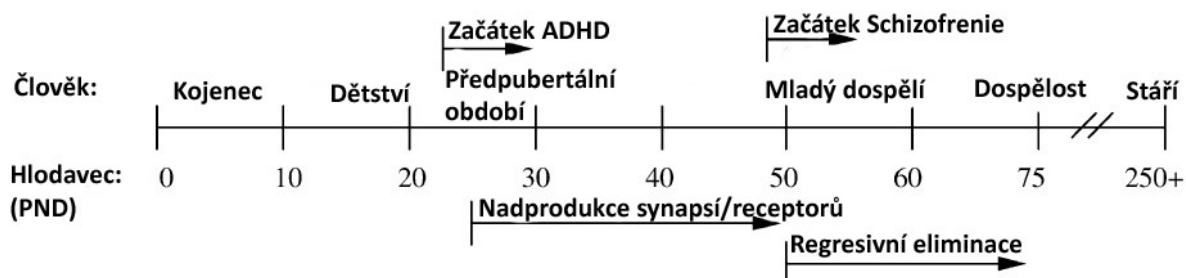 Začátek ADHD
Začátek Schizofrenie
Člověk:
Kojenec
Dětství
Předpubertální
období
Mladý dospělí
Dospělost
Stáří
Hlodavec:
(PND)
0 10 20 30 40 50 60 75 250+
Nadprodukce synapsí/receptorů
Regresivní eliminace